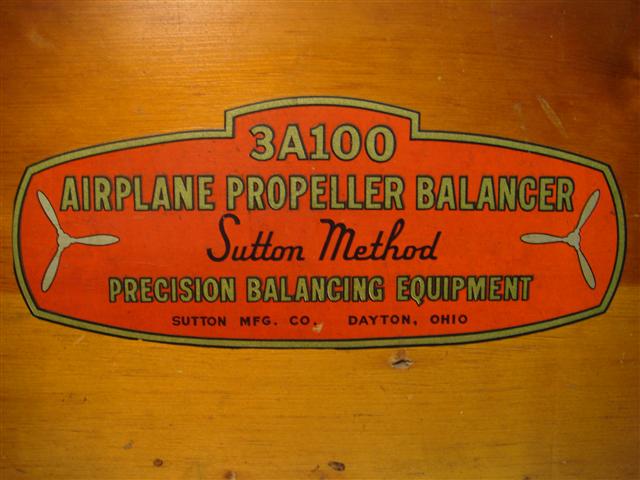 3A100
AIRPLANE PROPELLER BALANCER
Sutton Method
PRECISION BALANCING EQUIPMENT
SUTTON MFG. CO. DAYTON, OHIO